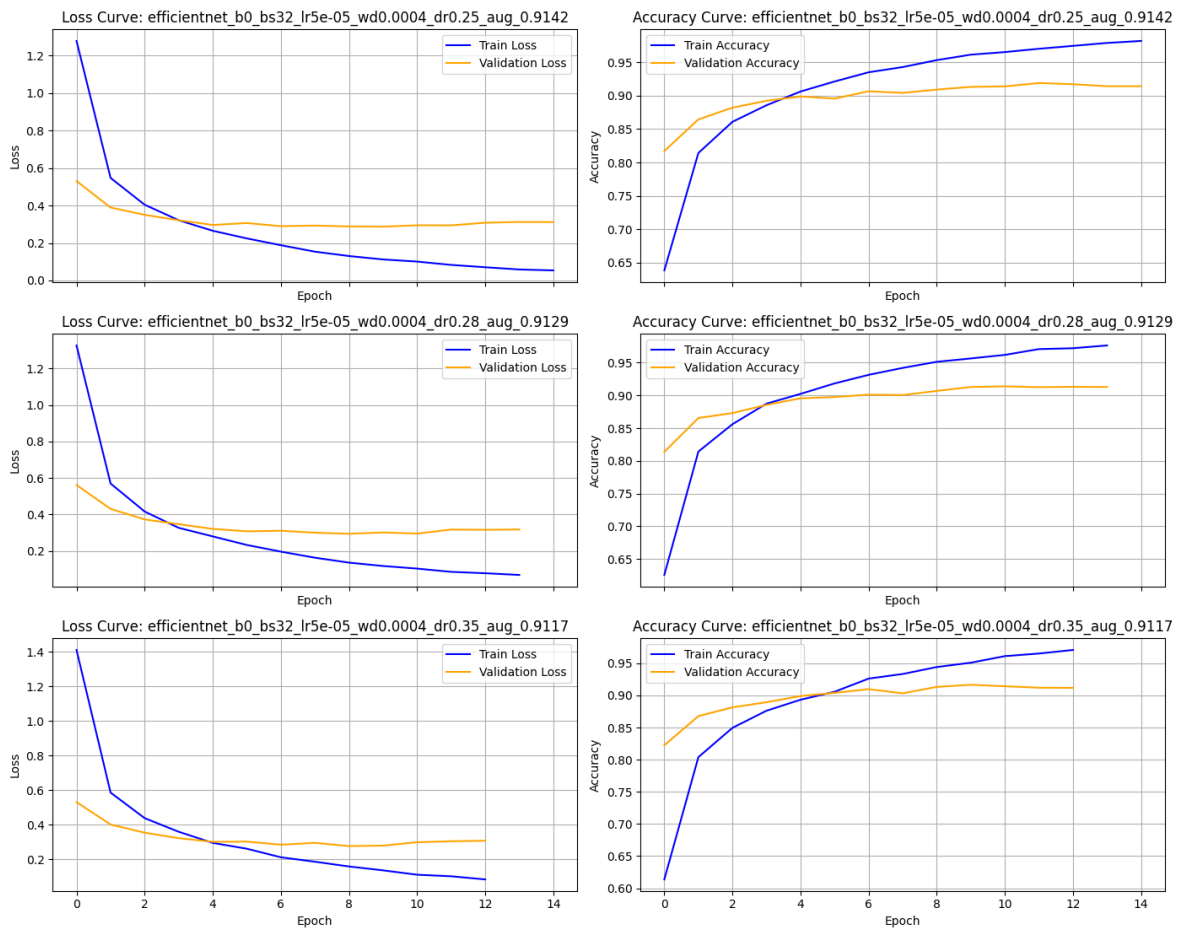 Loss Curve: efficientnet_b0_bs32_lr5e-05_wd0.0004_dr0.25_aug_0.9142
Train Loss
Validation Loss
1.2
1.0
0.8
0.6
0.4
0.2
0.0
Loss
Epoch
Accuracy Curve: efficientnet_b0_bs32_lr5e-05_wd0.0004_dr0.25_aug_0.9142
Train Accuracy
Validation Accuracy
0.95
0.90
0.85
0.80
0.75
0.70
0.65
Accuracy
Epoch
Loss Curve: efficientnet_b0_bs32_lr5e-05_wd0.0004_dr0.28_aug_0.9129
Train Loss
Validation Loss
1.2
1.0
0.8
0.6
0.4
0.2
Loss
Epoch
Accuracy Curve: efficientnet_b0_bs32_lr5e-05_wd0.0004_dr0.28_aug_0.9129
Train Accuracy
Validation Accuracy
0.95
0.90
0.85
0.80
0.75
0.70
0.65
Accuracy
Epoch
Loss Curve: efficientnet_b0_bs32_lr5e-05_wd0.0004_dr0.35_aug_0.9117
Train Loss
Validation Loss
1.4
1.2
1.0
0.8
0.6
0.4
0.2
Loss
0 2 4 6 8 10 12 14
Epoch
Accuracy Curve: efficientnet_b0_bs32_lr5e-05_wd0.0004_dr0.35_aug_0.9117
Train Accuracy
Validation Accuracy
0.95
0.90
0.85
0.80
0.75
0.70
0.65
0.60
Accuracy
0 2 4 6 8 10 12 14
Epoch